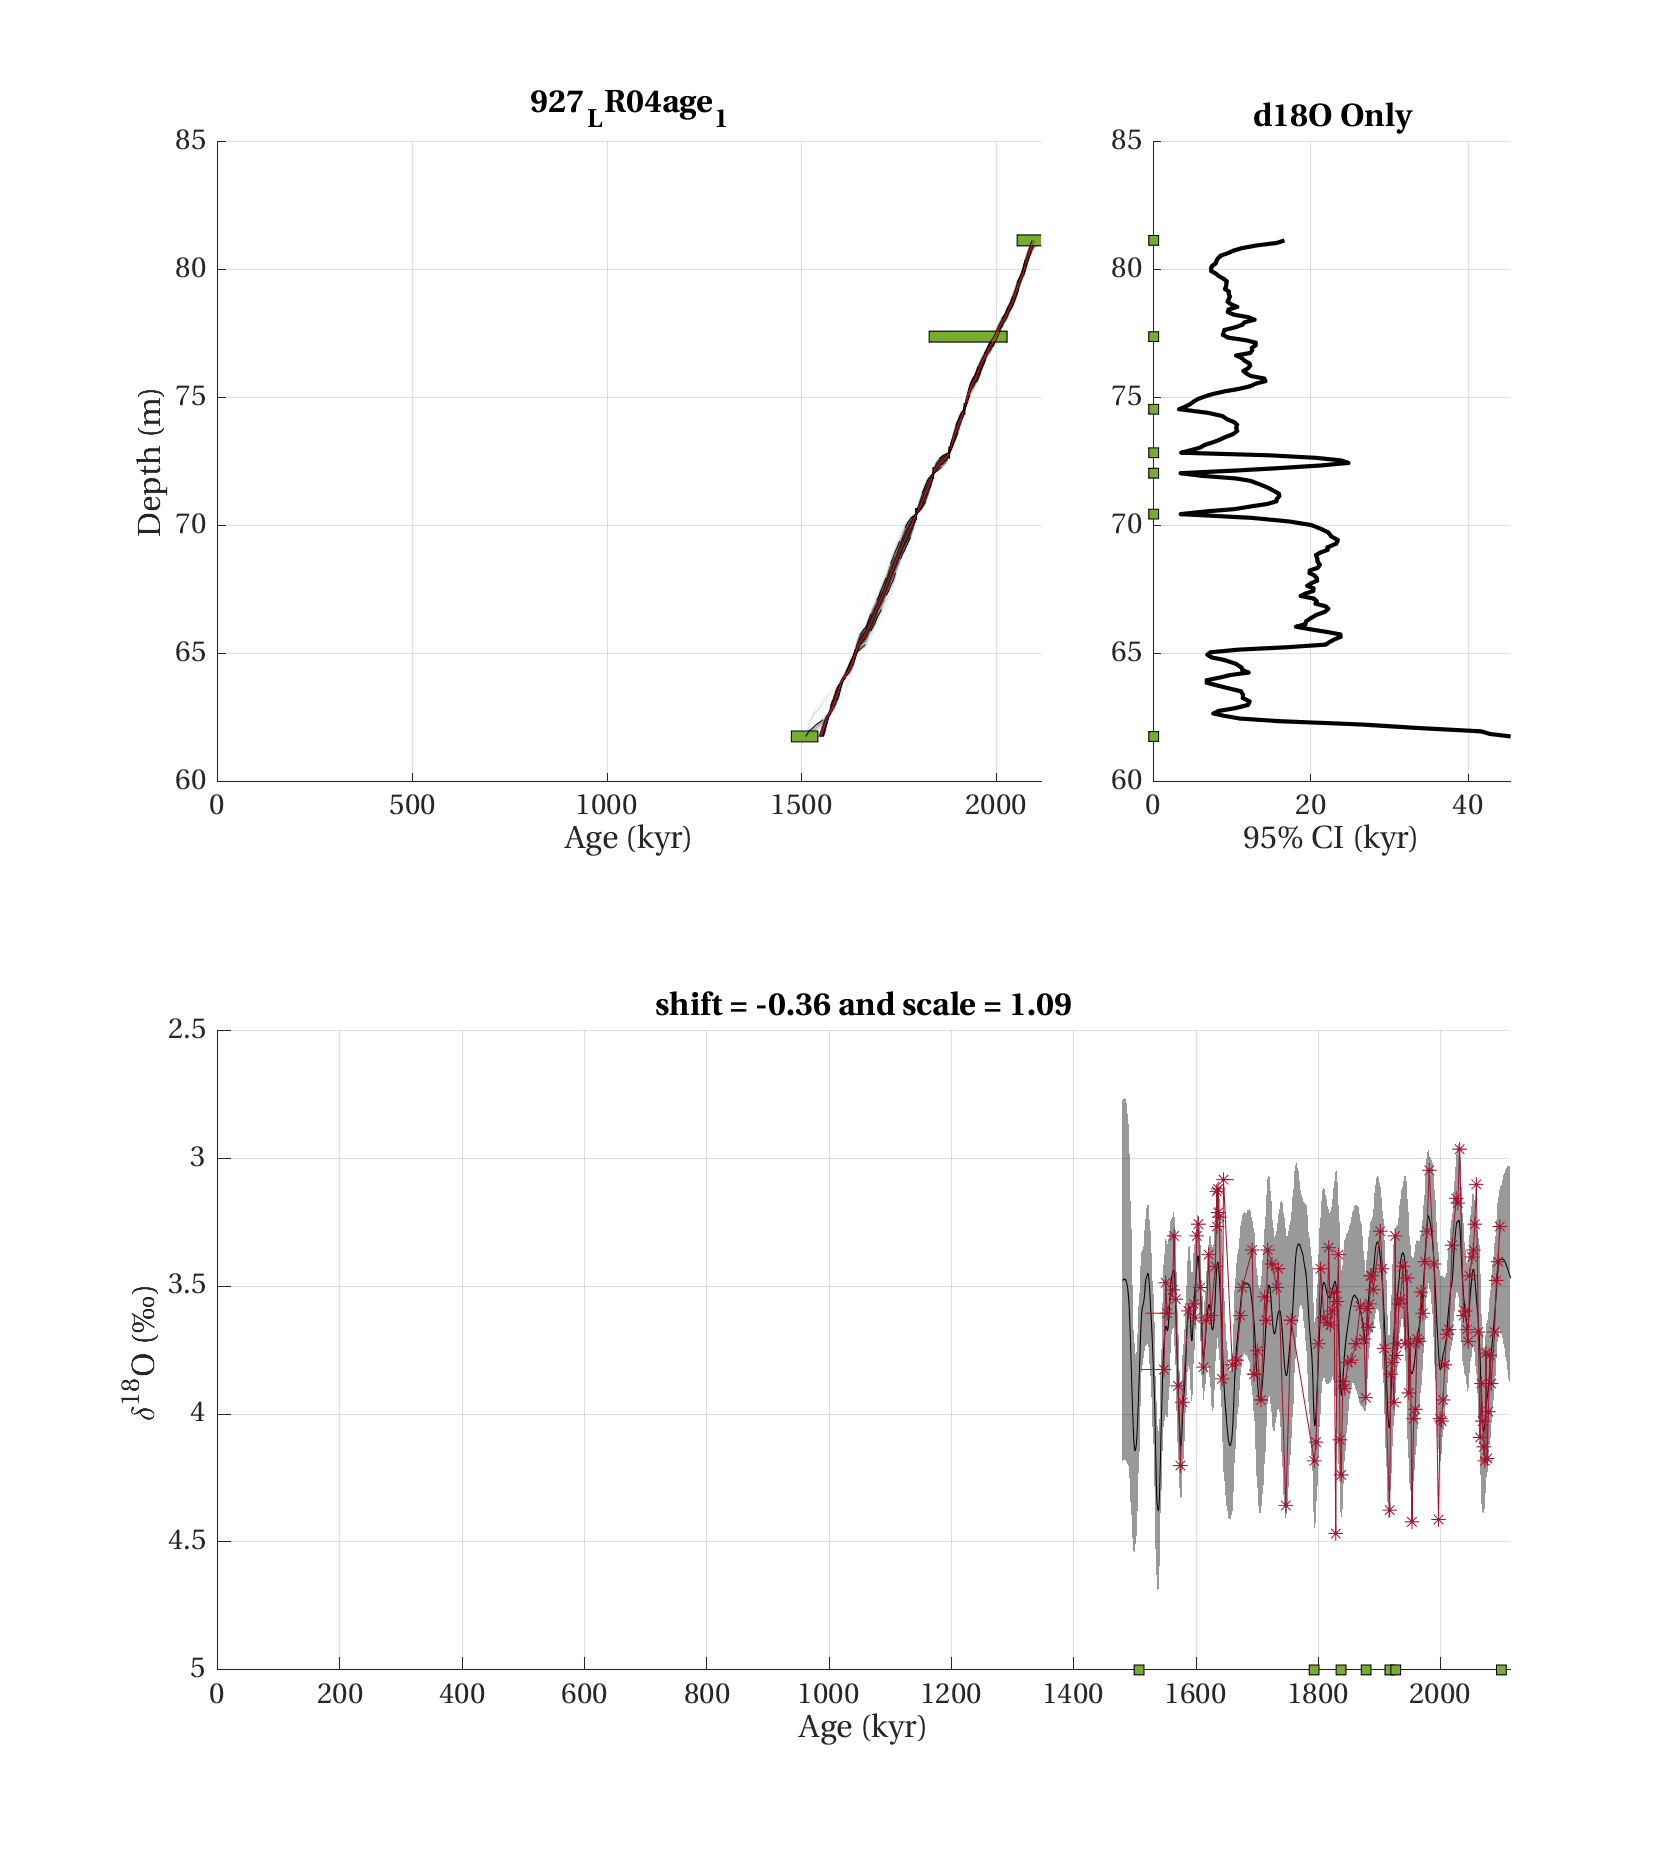 927LR04age1
85
80
75
70
65
60
Depth (m)
0 500 1000 1500 2000
Age (kyr)
d18O Only
85
80
75
70
65
60
0 20 40
95% CI (kyr)
shift = -0.36 and scale = 1.09
2.5
3
3.5
4
4.5
5
δ18O (‰)
0 200 400 600 800 1000 1200 1400 1600 1800 2000
Age (kyr)